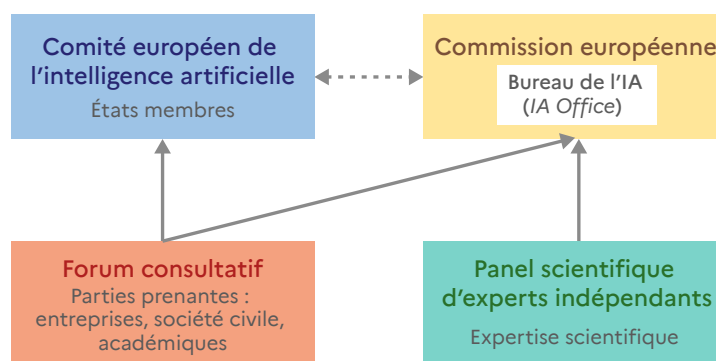 Comité européen de
l'intelligence artificielle
États membres
Commission européenne
Bureau de l'IA
(IA Office)
Forum consultatif
Parties prenantes :
entreprises, société civile,
académiques
Panel scientifique
d'experts indépendants
Expertise scientifique